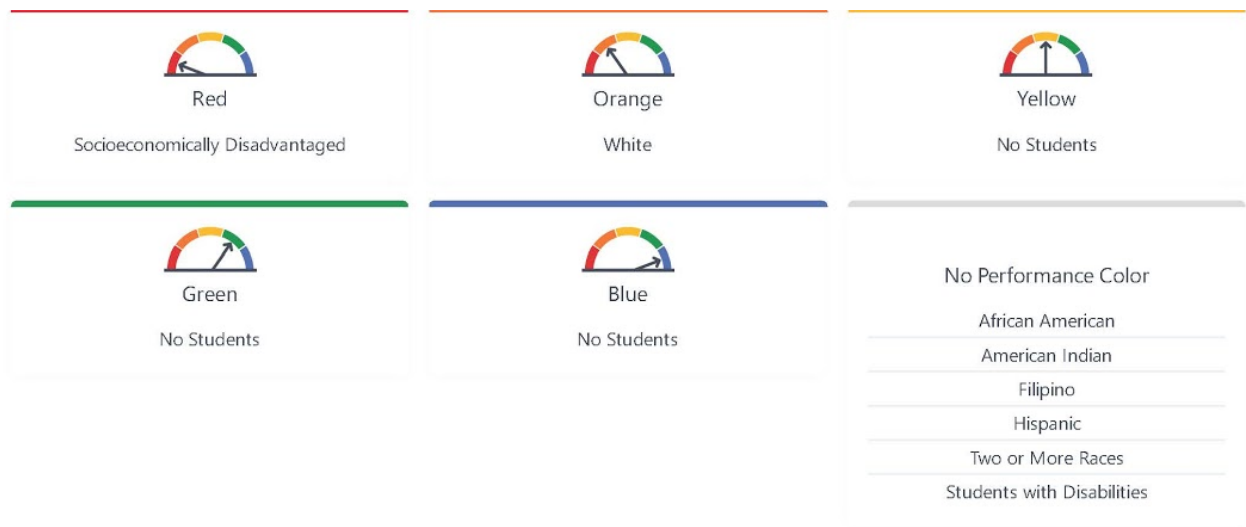 Red
Socioeconomically Disadvantaged
Orange
White
Yellow
No Students
Green
No Students
Blue
No Students
No Performance Color
African American
American Indian
Filipino
Hispanic
Two or More Races
Students with Disabilities